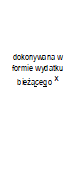 dokonywana w
formie wydatku
bieżącego x